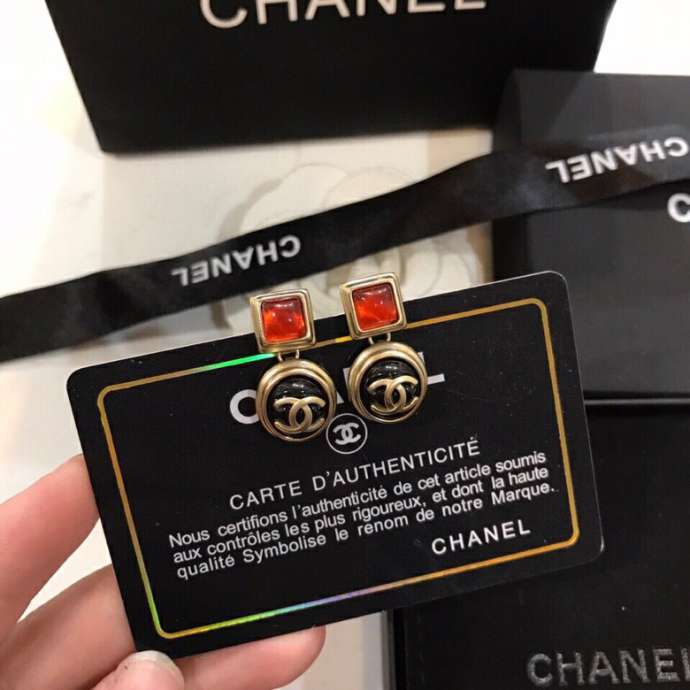 CHANEL
CHANEL
CHANEL
CHANEL
CARTE D'AUTHENTICITÉ
Nous certifions l'authenticité de cet article soumis
aux contrôles les plus rigoureux, et dont la haute
qualité Symbolise le renom de notre Marque.
CHANEL
CHANEL